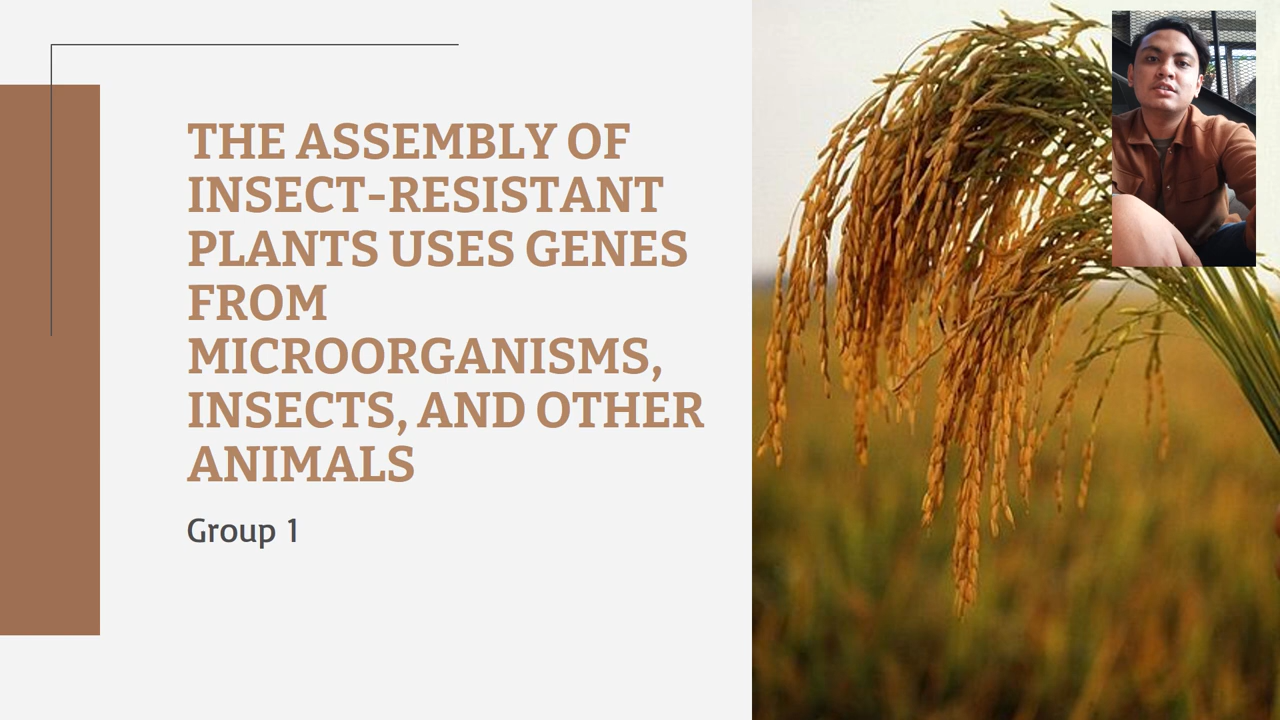 THE ASSEMBLY OF
INSECT-RESISTANT
PLANTS USES GENES
FROM
MICROORGANISMS,
INSECTS, AND OTHER
ANIMALS
Group 1